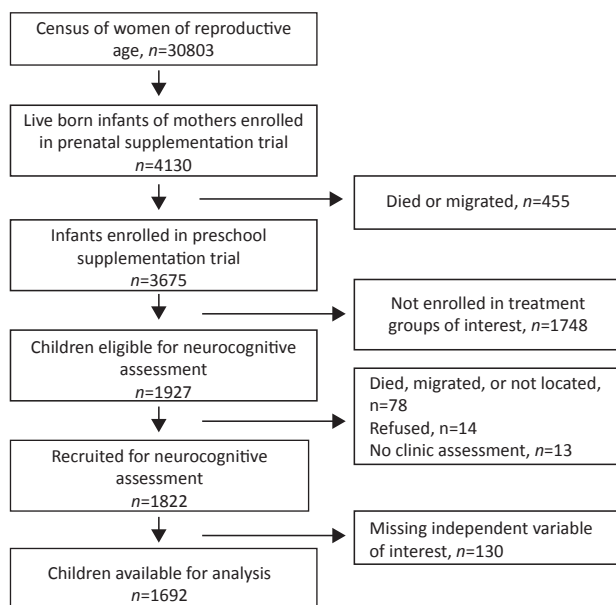 Census of women of reproductive
age, n=30803
Live born infants of mothers enrolled
in prenatal supplementation trial
n=4130
Died or migrated, n=455
Infants enrolled in preschool
supplementation trial
n=3675
Not enrolled in treatment
groups of interest, n=1748
Children eligible for neurocognitive
assessment
n=1927
Died, migrated, or not located,
n=78
Refused, n=14
No clinic assessment, n=13
Recruited for neurocognitive
assessment
n=1822
Missing independent variable
of interest, n=130
Children available for analysis
n=1692